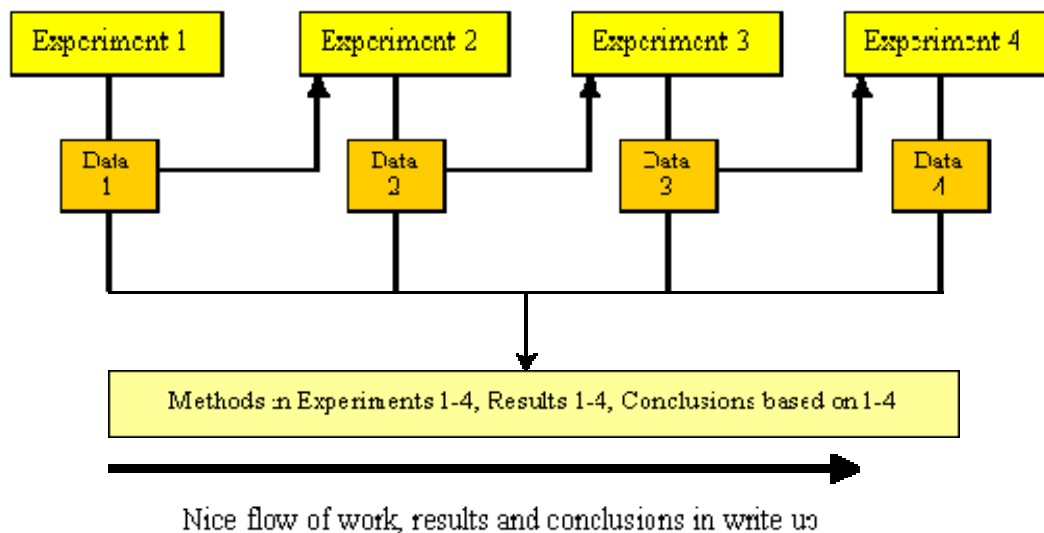 Experiment 1
Experiment 2
Experiment 3
Experiment 4
Data
1
Data
2
Data
3
Data
4
Methods in Experiments 1-4, Results 1-4, Conclusions based on 1-4
Nice flow of work, results and conclusions in write up